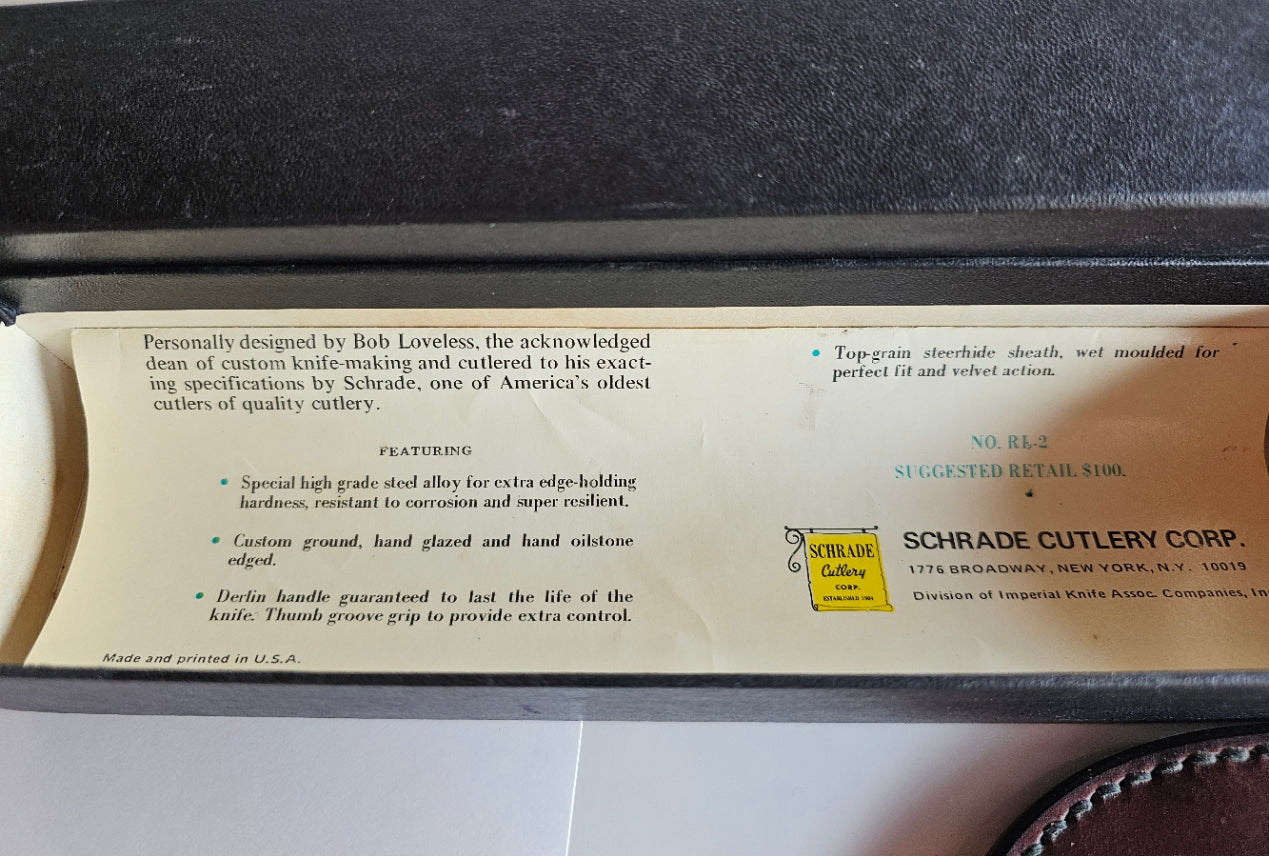 Personally designed by Bob Loveless, the acknowledged
dean of custom knife-making and cutlered to his exact-
ing specifications by Schrade, one of America's oldest
cutlers of quality cutlery.
FEATURING
• Special high grade steel alloy for extra edge-holding
hardness, resistant to corrosion and super resilient.
• Custom ground, hand glazed and hand oilstone
edged.
• Derlin handle guaranteed to last the life of the
knife. Thumb groove grip to provide extra control.
Made and printed in U.S.A.
• Top-grain steerhide sheath, wet moulded for
perfect fit and velvet action.
NO. RL-2
SUGGESTED RETAIL $100.
SCHRADE
Cutlery
CORP.
ESTABLISHED 1904
SCHRADE CUTLERY CORP.
1776 BROADWAY, NEW YORK, N.Y. 10019
Division of Imperial Knife Assoc. Companies, In